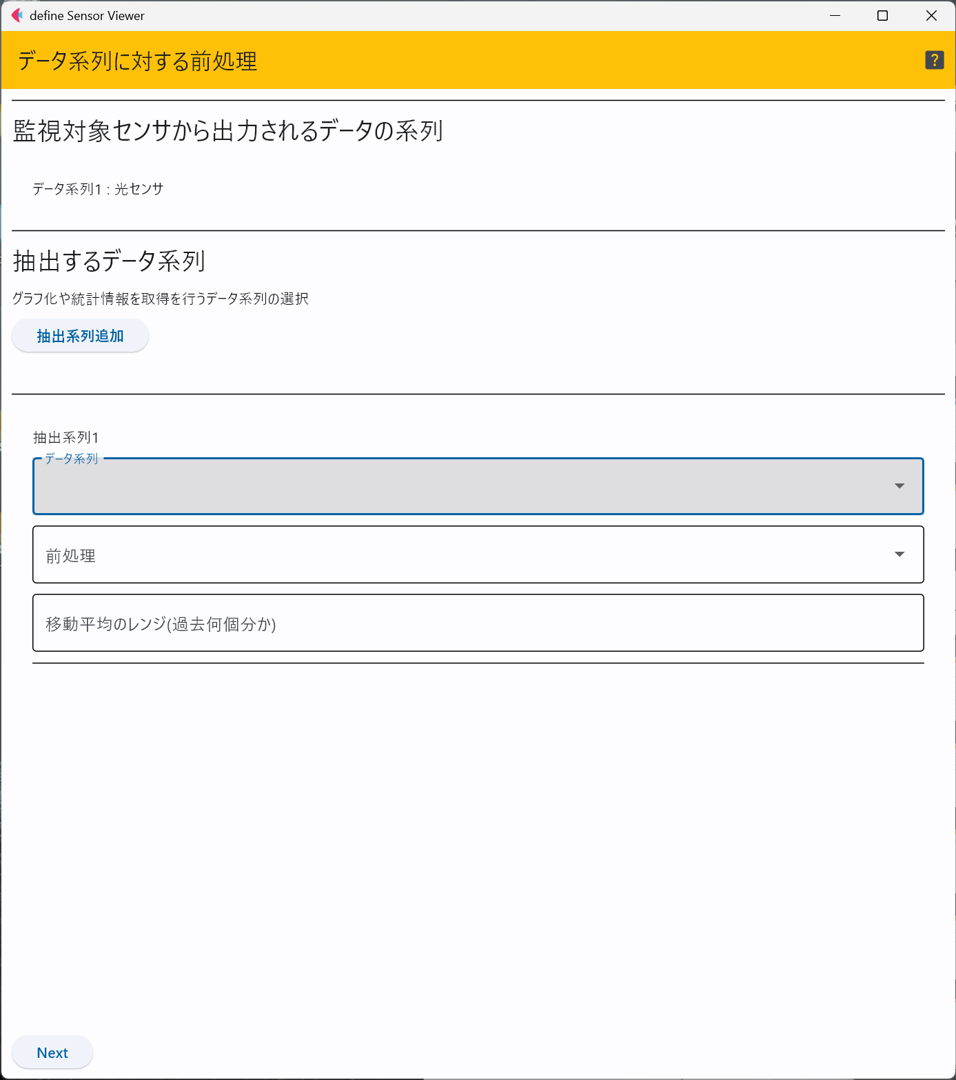 define Sensor Viewer
データ系列に対する前処理
?
監視対象センサから出力されるデータの系列
データ系列1 : 光センサ
抽出するデータ系列
グラフ化や統計情報を取得を行うデータ系列の選択
抽出系列追加
抽出系列1
データ系列
前処理
移動平均のレンジ(過去何個分か)
Next